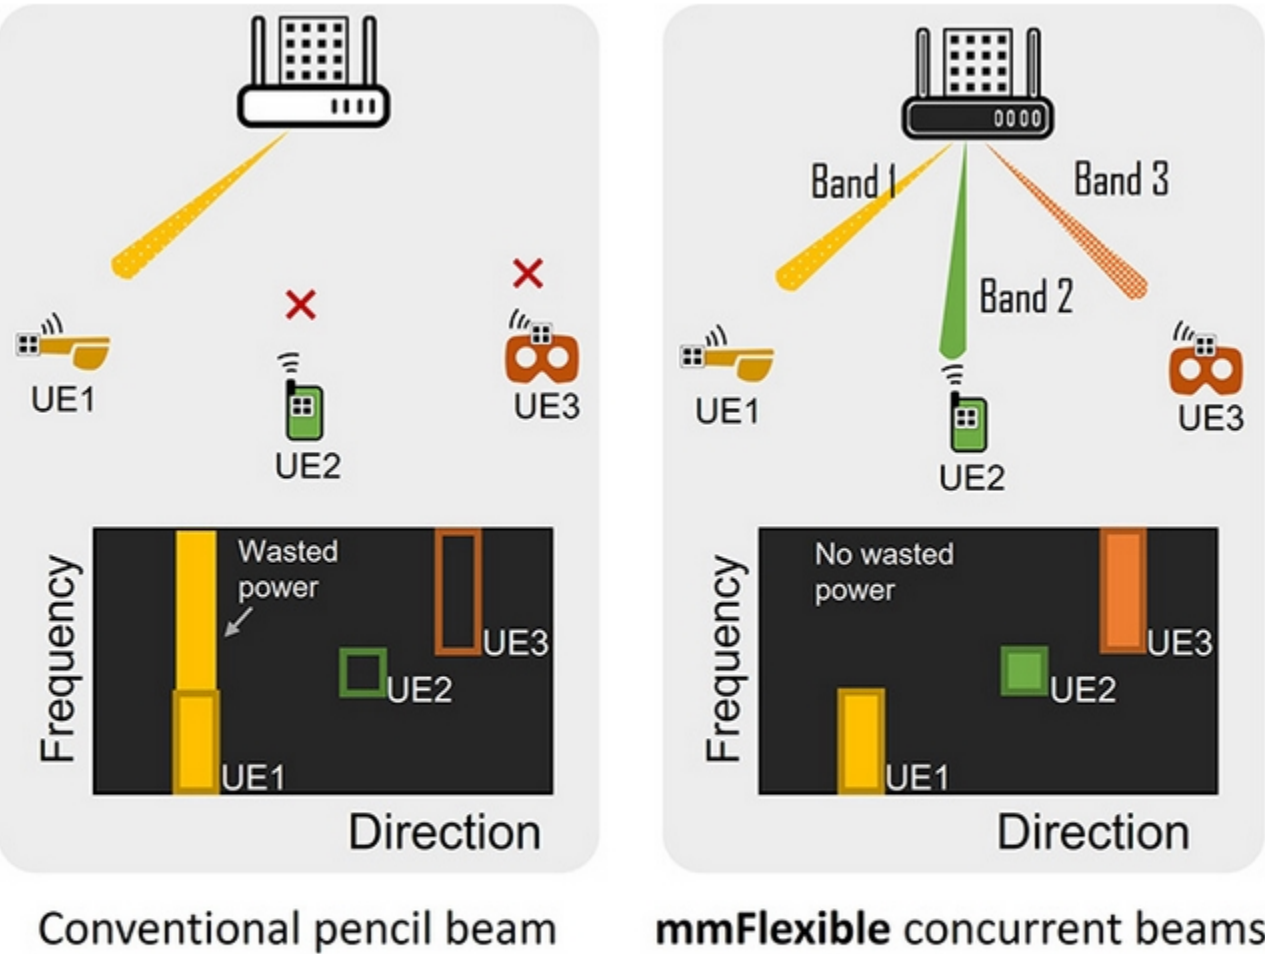 UE1
UE2
UE3
Frequency
Wasted
power
UE3
UE2
UE1
Direction
Conventional pencil beam
Band 1
Band 3
Band 2
UE1
UE2
UE3
Frequency
No wasted
power
UE3
UE2
UE1
Direction
mmFlexible concurrent beams